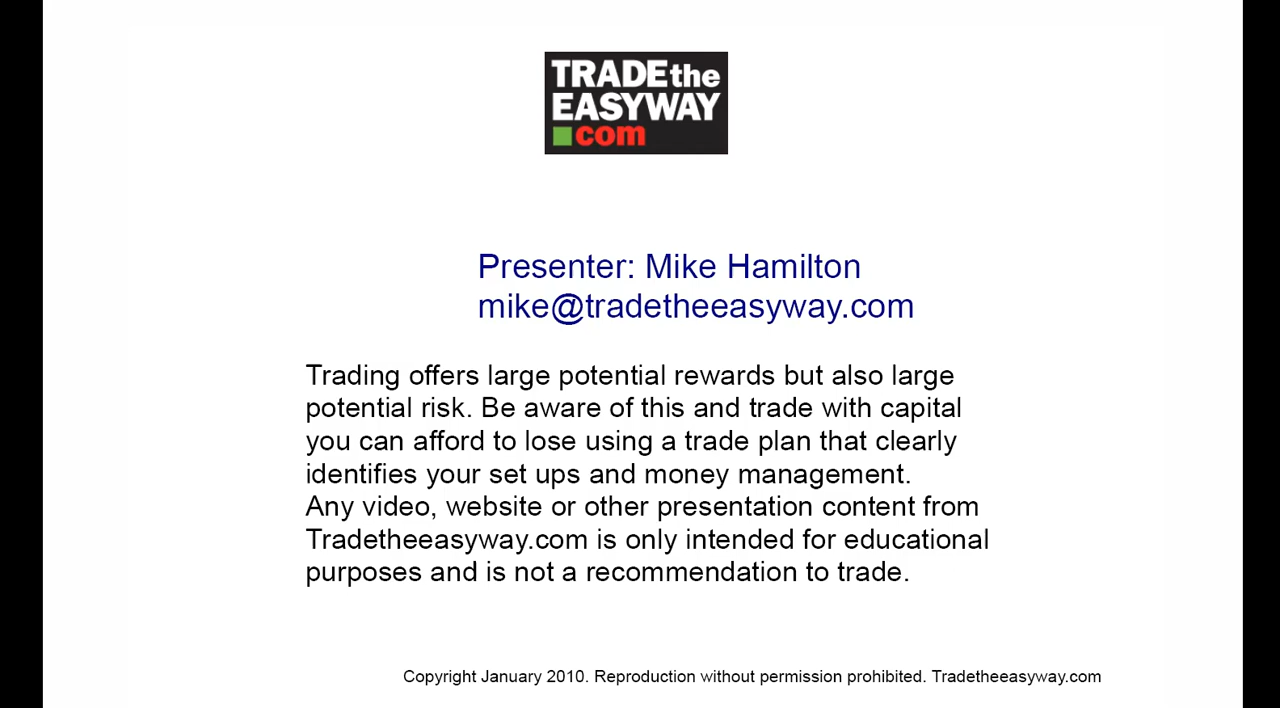 TRADEthe
EASYWAY
com
Presenter: Mike Hamilton
mike@tradetheeasyway.com
Trading offers large potential rewards but also large
potential risk. Be aware of this and trade with capital
you can afford to lose using a trade plan that clearly
identifies your set ups and money management.
Any video, website or other presentation content from
Tradetheeasyway.com is only intended for educational
purposes and is not a recommendation to trade.
Copyright January 2010. Reproduction without permission prohibited. Tradetheeasyway.com